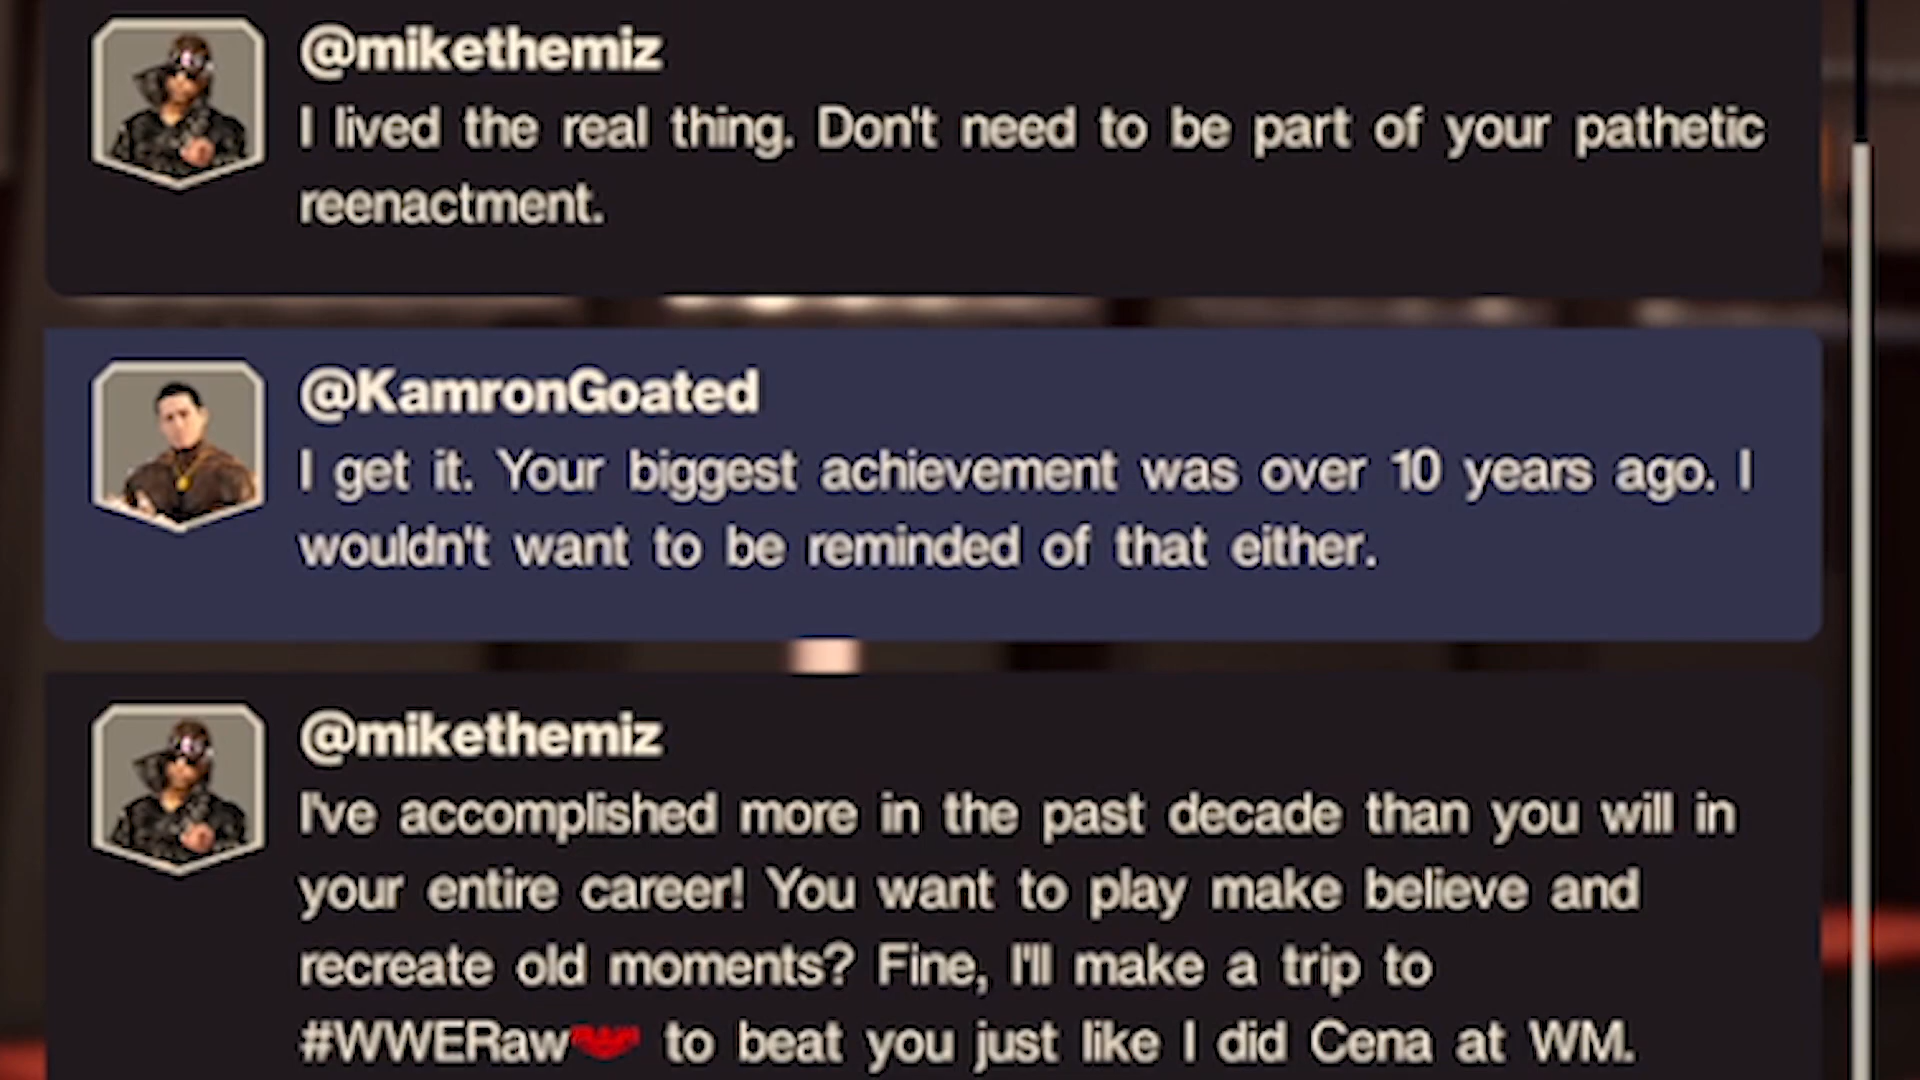 @mikethemiz
I lived the real thing. Don't need to be part of your pathetic
reenactment.
@KamronGoated
I get it. Your biggest achievement was over 10 years ago. I
wouldn't want to be reminded of that either.
@mikethemiz
I've accomplished more in the past decade than you will in
your entire career! You want to play make believe and
recreate old moments? Fine, I'll make a trip to
#WWERaw to beat you just like I did Cena at WM.